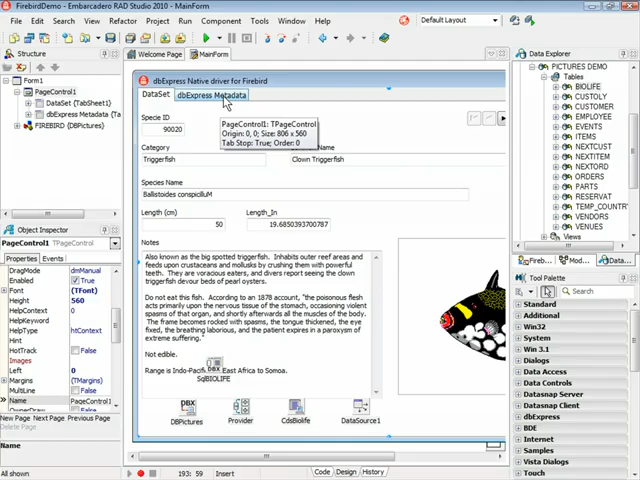 FirebirdDemo - Embarcadero RAD Studio 2010 - MainForm
File Search View Refactor Project Run Component Tools Window Help
Default Layout
Structure
Welcome Page MainForm
Data Explorer
Form1
PageControl1
DataSet {TabSheet1}
dbExpress Metadata {Ta
FIREBIRD {DBPictures}
dbExpress Native driver for Firebird
DataSet dbExpress Metadata
Specie ID
90020
PageControl1: TPageControl
Origin: 0, 0; Size: 806 x 560
Tab Stop: True; Order: 0
Category
Triggerfish
Clown Triggerfish
Species Name
Ballistoides conspicilluM
Length (cm)
50
Length_In
19.6850393700787
Notes
Also known as the big spotted triggerfish. Inhabits outer reef areas and
feeds upon crustaceans and mollusks by crushing them with powerful
teeth. They are voracious eaters, and divers report seeing the clown
triggerfish devour beds of pearl oysters.
Do not eat this fish. According to an 1878 account, "the poisonous flesh
acts primarily upon the nervous tissue of the stomach, occasioning violent
spasms of that organ, and shortly afterwards all the muscles of the body.
The frame becomes rocked with spasms, the tongue thickened, the eye
fixed, the breathing laborious, and the patient expires in a paroxysm of
extreme suffering."
Not edible.
Range is Indo-Pacific East Africa to Somoa.
DBX
SqBIOLIFE
DBX
DBPictures
Provider
CdsBiolife
DataSource1
PICTURES DEMO
Tables
BIOLIFE
CUSTOLY
CUSTOMER
EMPLOYEE
EVENTS
ITEMS
NEXTCUST
NEXTITEM
NEXTORD
ORDERS
PARTS
RESERVAT
TEMP_COUNTR
VENDORS
VENUES
Views
Fireb... Mod... Data...
Tool Palette
Search
Standard
Additional
Win32
System
Win 3.1
Dialogs
Data Access
Data Controls
Datasnap Server
Datasnap Client
dbExpress
BDE
Internet
Samples
Vista Dialogs
Touch
Object Inspector
PageControl1 TPageControl
Properties Events
DragMode dmManual
Enabled True
Font (TFont)
Height 560
HelpContext 0
HelpKeyword
HelpType htContext
Hint
HotTrack False
Images
Left 0
Margins (TMargins)
MultiLine False
Name PageControl1
OwnerDraw
New Page Next Page Previous Page
Delete Page
Name
All shown
193: 59 Insert
Code Design History